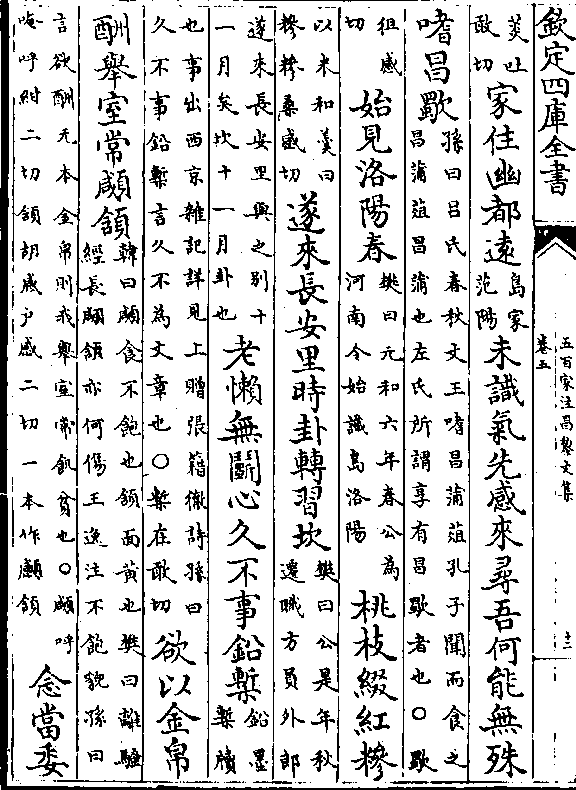 欽定四庫全書
五百家注昌黎文集
卷五
十二
菼吐
敢切
家住幽都遠
島家
范陽
未識氣先感來尋吾何能無殊
嗜昌歜
孫曰吕氏春秋文王嗜昌蒲葅孔子聞而食之
昌蒲葅昌蒲也左氏所謂享有昌歜者也○歜
徂感
切
始見洛陽春
樊曰元和六年春公為
河南令始識島洛陽
桃枝綴紅糝
以米和羮曰
糝糝桑感切
遂來長安里時卦轉習坎
樊曰公是年秋
遷職方員外郎
遂來長安里與之别十
一月矣坎十一月卦也
老懶無鬭心久不事鉛槧
鉛墨
槧牘
也事出西京雜記詳見上贈張籍徹詩孫曰
久不事鉛槧言久不為文章也○槧在敢切
欲以金帛
酬舉室常顑頷
韓曰顑食不飽也頷面黄也樊曰離騷
經長顑頷亦何傷王逸注不飽貌孫曰
言欲酬元本金帛則我舉室常飢貧也○顑呼
唵呼紺二切頷胡感户感二切一本作顲頷
念當委